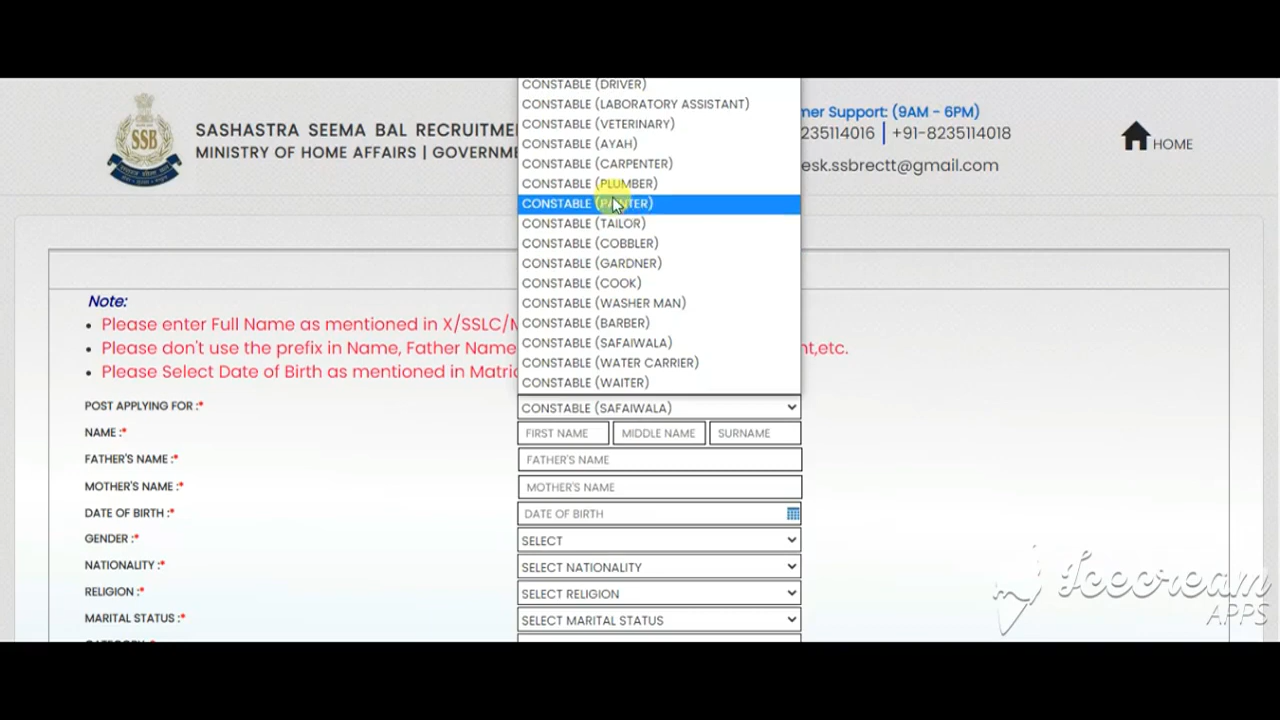 CONSTABLE (DRIVER)
CONSTABLE (LABORATORY ASSISTANT)
CONSTABLE (VETERINARY)
CONSTABLE (AYAH)
CONSTABLE (CARPENTER)
CONSTABLE (PLUMBER)
CONSTABLE (PAINTER)
CONSTABLE (TAILOR)
CONSTABLE (COBBLER)
CONSTABLE (GARDNER)
CONSTABLE (COOK)
CONSTABLE (WASHER MAN)
CONSTABLE (BARBER)
CONSTABLE (SAFAIWALA)
CONSTABLE (WATER CARRIER)
CONSTABLE (WAITER)
SSB
SASHASTRA SEEMA BAL RECRUITME
MINISTRY OF HOME AFFAIRS | GOVERNME
mer Support: (9AM - 6PM)
235114016 | +91-8235114018
esk.ssbrectt@gmail.com
HOME
Note:
Please enter Full Name as mentioned in X/SSLC/M
Please don't use the prefix in Name, Father Name nt,etc.
Please Select Date of Birth as mentioned in Matric
POST APPLYING FOR :* CONSTABLE (SAFAIWALA)
NAME :* FIRST NAME MIDDLE NAME SURNAME
FATHER'S NAME :* FATHER'S NAME
MOTHER'S NAME :* MOTHER'S NAME
DATE OF BIRTH :* DATE OF BIRTH
GENDER :* SELECT
NATIONALITY :* SELECT NATIONALITY
RELIGION :* SELECT RELIGION
MARITAL STATUS :* SELECT MARITAL STATUS
Icecream
APPS